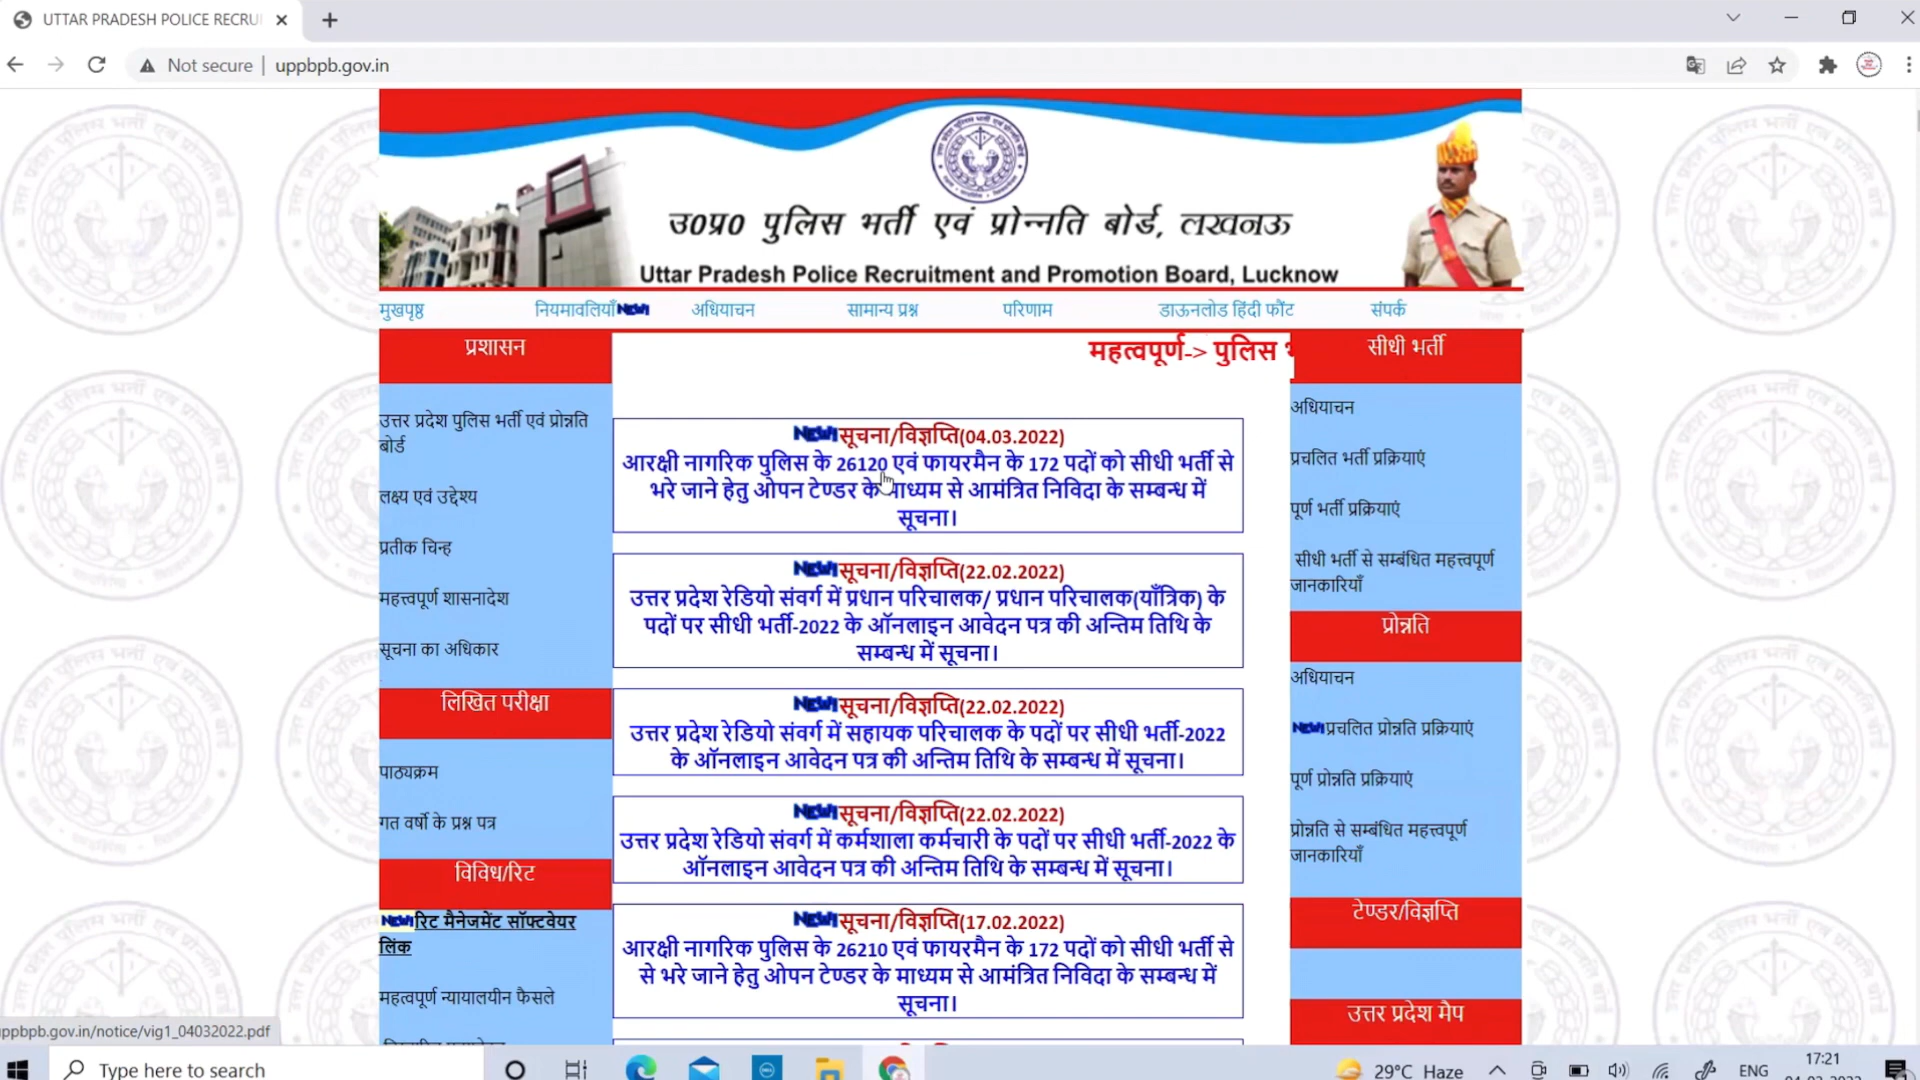 UTTAR PRADESH POLICE RECRU
Not secure
uppbpb.gov.in
उ0प्र0 पुलिस भर्ती एवं प्रोन्नति बोर्ड, लखनऊ
Uttar Pradesh Police Recruitment and Promotion Board, Lucknow
मुखपृष्ठ नियमावलियाँ NEW! अधियाचन सामान्य प्रश्न परिणाम डाऊनलोड हिंदी फौंट संपर्क
प्रशासन
उत्तर प्रदेश पुलिस भर्ती एवं प्रोन्नति
बोर्ड
लक्ष्य एवं उद्देश्य
प्रतीक चिन्ह
महत्त्वपूर्ण शासनादेश
सूचना का अधिकार
लिखित परीक्षा
पाठ्यक्रम
गत वर्षो के प्रश्न पत्र
विविध/रिट
NEW! रिट मैनेजमेंट सॉफ्टवेयर
लिंक
महत्वपूर्ण न्यायालयीन फैसले
महत्वपूर्ण-> पुलिस
NEW! सूचना/विज्ञप्ति(04.03.2022)
आरक्षी नागरिक पुलिस के 26120 एवं फायरमैन के 172 पदों को सीधी भर्ती से
भरे जाने हेतु ओपन टेण्डर के माध्यम से आमंत्रित निविदा के सम्बन्ध में
सूचना।
NEW! सूचना/विज्ञप्ति(22.02.2022)
उत्तर प्रदेश रेडियो संवर्ग में प्रधान परिचालक/ प्रधान परिचालक(याँत्रिक) के
पदों पर सीधी भर्ती-2022 के ऑनलाइन आवेदन पत्र की अन्तिम तिथि के
सम्बन्ध में सूचना।
NEW! सूचना/विज्ञप्ति(22.02.2022)
उत्तर प्रदेश रेडियो संवर्ग में सहायक परिचालक के पदों पर सीधी भर्ती-2022
के ऑनलाइन आवेदन पत्र की अन्तिम तिथि के सम्बन्ध में सूचना।
NEW! सूचना/विज्ञप्ति(22.02.2022)
उत्तर प्रदेश रेडियो संवर्ग में कर्मशाला कर्मचारी के पदों पर सीधी भर्ती-2022 के
ऑनलाइन आवेदन पत्र की अन्तिम तिथि के सम्बन्ध में सूचना।
NEW! सूचना/विज्ञप्ति(17.02.2022)
आरक्षी नागरिक पुलिस के 26210 एवं फायरमैन के 172 पदों को सीधी भर्ती से
से भरे जाने हेतु ओपन टेण्डर के माध्यम से आमंत्रित निविदा के सम्बन्ध में
सूचना।
सीधी भर्ती
अधियाचन
प्रचलित भर्ती प्रक्रियाएं
पूर्ण भर्ती प्रक्रियाएं
सीधी भर्ती से सम्बंधित महत्त्वपूर्ण
जानकारियाँ
प्रोन्नति
अधियाचन
NEW! प्रचलित प्रोन्नति प्रक्रियाएं
पूर्ण प्रोन्नति प्रक्रियाएं
प्रोन्नति से सम्बंधित महत्त्वपूर्ण
जानकारियाँ
टेण्डर/विज्ञप्ति
उत्तर प्रदेश मैप
uppbpb.gov.in/notice/vig1_04032022.pdf
Type here to search
29°C Haze
ENG
17:21